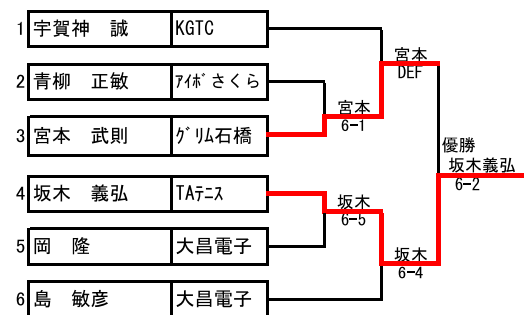 1 宇賀神　誠 KGTC
2 青柳　正敏 ｱｲﾎﾞさくら
3 宮本　武則 ｸﾞﾘﾑ石橋
4 坂木　義弘 TAﾃﾆｽ
5 岡　隆 大昌電子
6 島　敏彦 大昌電子
宮本
6-1
坂木
6-5
宮本
DEF
坂木
6-4
優勝
坂木義弘
6-2